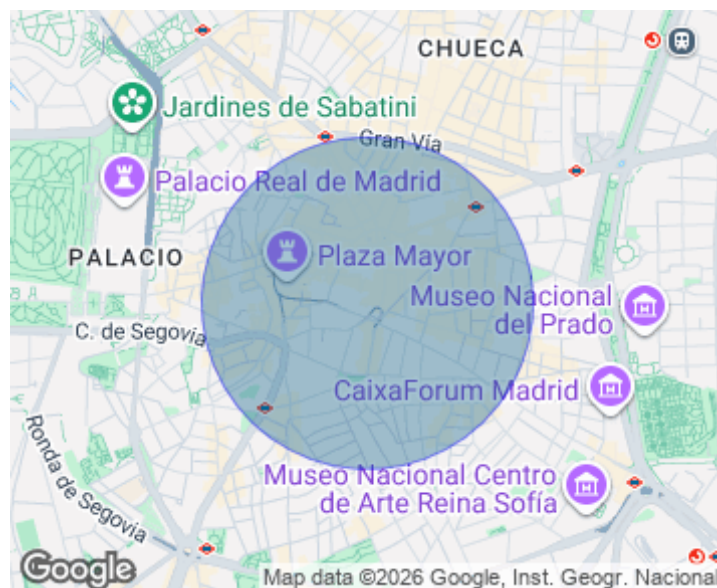 CHUECA
Jardines de Sabatini
Gran Vía
Palacio Real de Madrid
PALACIO
Plaza Mayor
Museo Nacional
del Prado
C. de Segovia
CaixaForum Madrid
Ronda de Segovia
Museo Nacional Centro
de Arte Reina Sofía
Google
Map data ©2026 Google, Inst. Geogr. Nacional